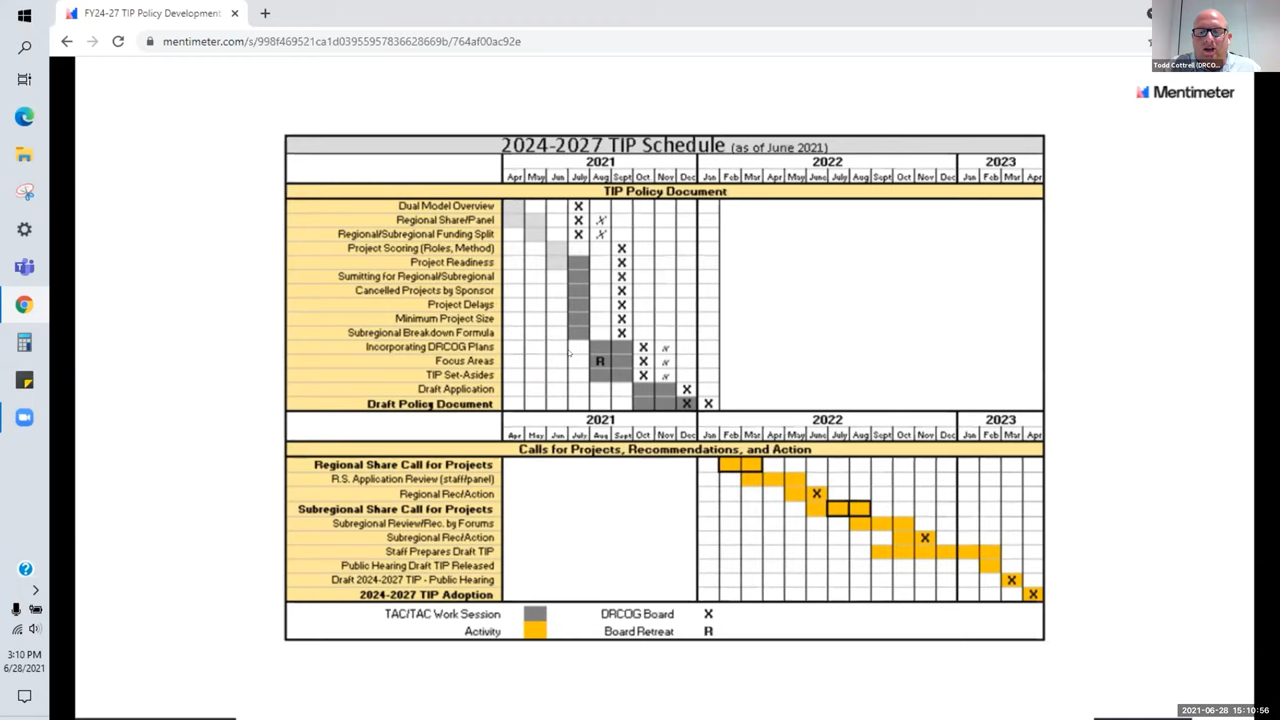 FY24-27 TIP Policy Development
mentimeter.com/s/998f469521ca1d03955957836628669b/764af00ac92e
Todd Cottrell (DRCO...
Mentimeter
2024-2027 TIP Schedule (as of June 2021)
2021 2022 2023
Apr May Jun July Aug Sept Oct Nov Dec Jan Feb Mar Apr May June July Aug Sept Oct Nov Dec Jan Feb Mar Apr
TIP Policy Document
Dual Model Overview X
Regional Share/Panel X X
Regional/Subregional Funding Split X X
Project Scoring (Roles, Method) X
Project Readiness X
Sumitting for Regional/Subregional X
Cancelled Projects by Sponsor X
Project Delays X
Minimum Project Size X
Subregional Breakdown Formula X
Incorporating DRCOG Plans X x
Focus Areas R X x
TIP Set-Asides X x
Draft Application X
Draft Policy Document X X
2021 2022 2023
Apr May Jun July Aug Sept Oct Nov Dec Jan Feb Mar Apr May June July Aug Sept Oct Nov Dec Jan Feb Mar Apr
Calls for Projects, Recommendations, and Action
Regional Share Call for Projects
R.S. Application Review (staff/panel)
Regional Rec/Action X
Subregional Share Call for Projects
Subregional Review/Rec. by Forums
Subregional Rec/Action X
Staff Prepares Draft TIP
Public Hearing Draft TIP Released
Draft 2024-2027 TIP - Public Hearing X
2024-2027 TIP Adoption X
TAC/TAC Work Session DRCOG Board X
Activity Board Retreat R
3:10 PM
6/28/2021
2021-06-28 15:10:56